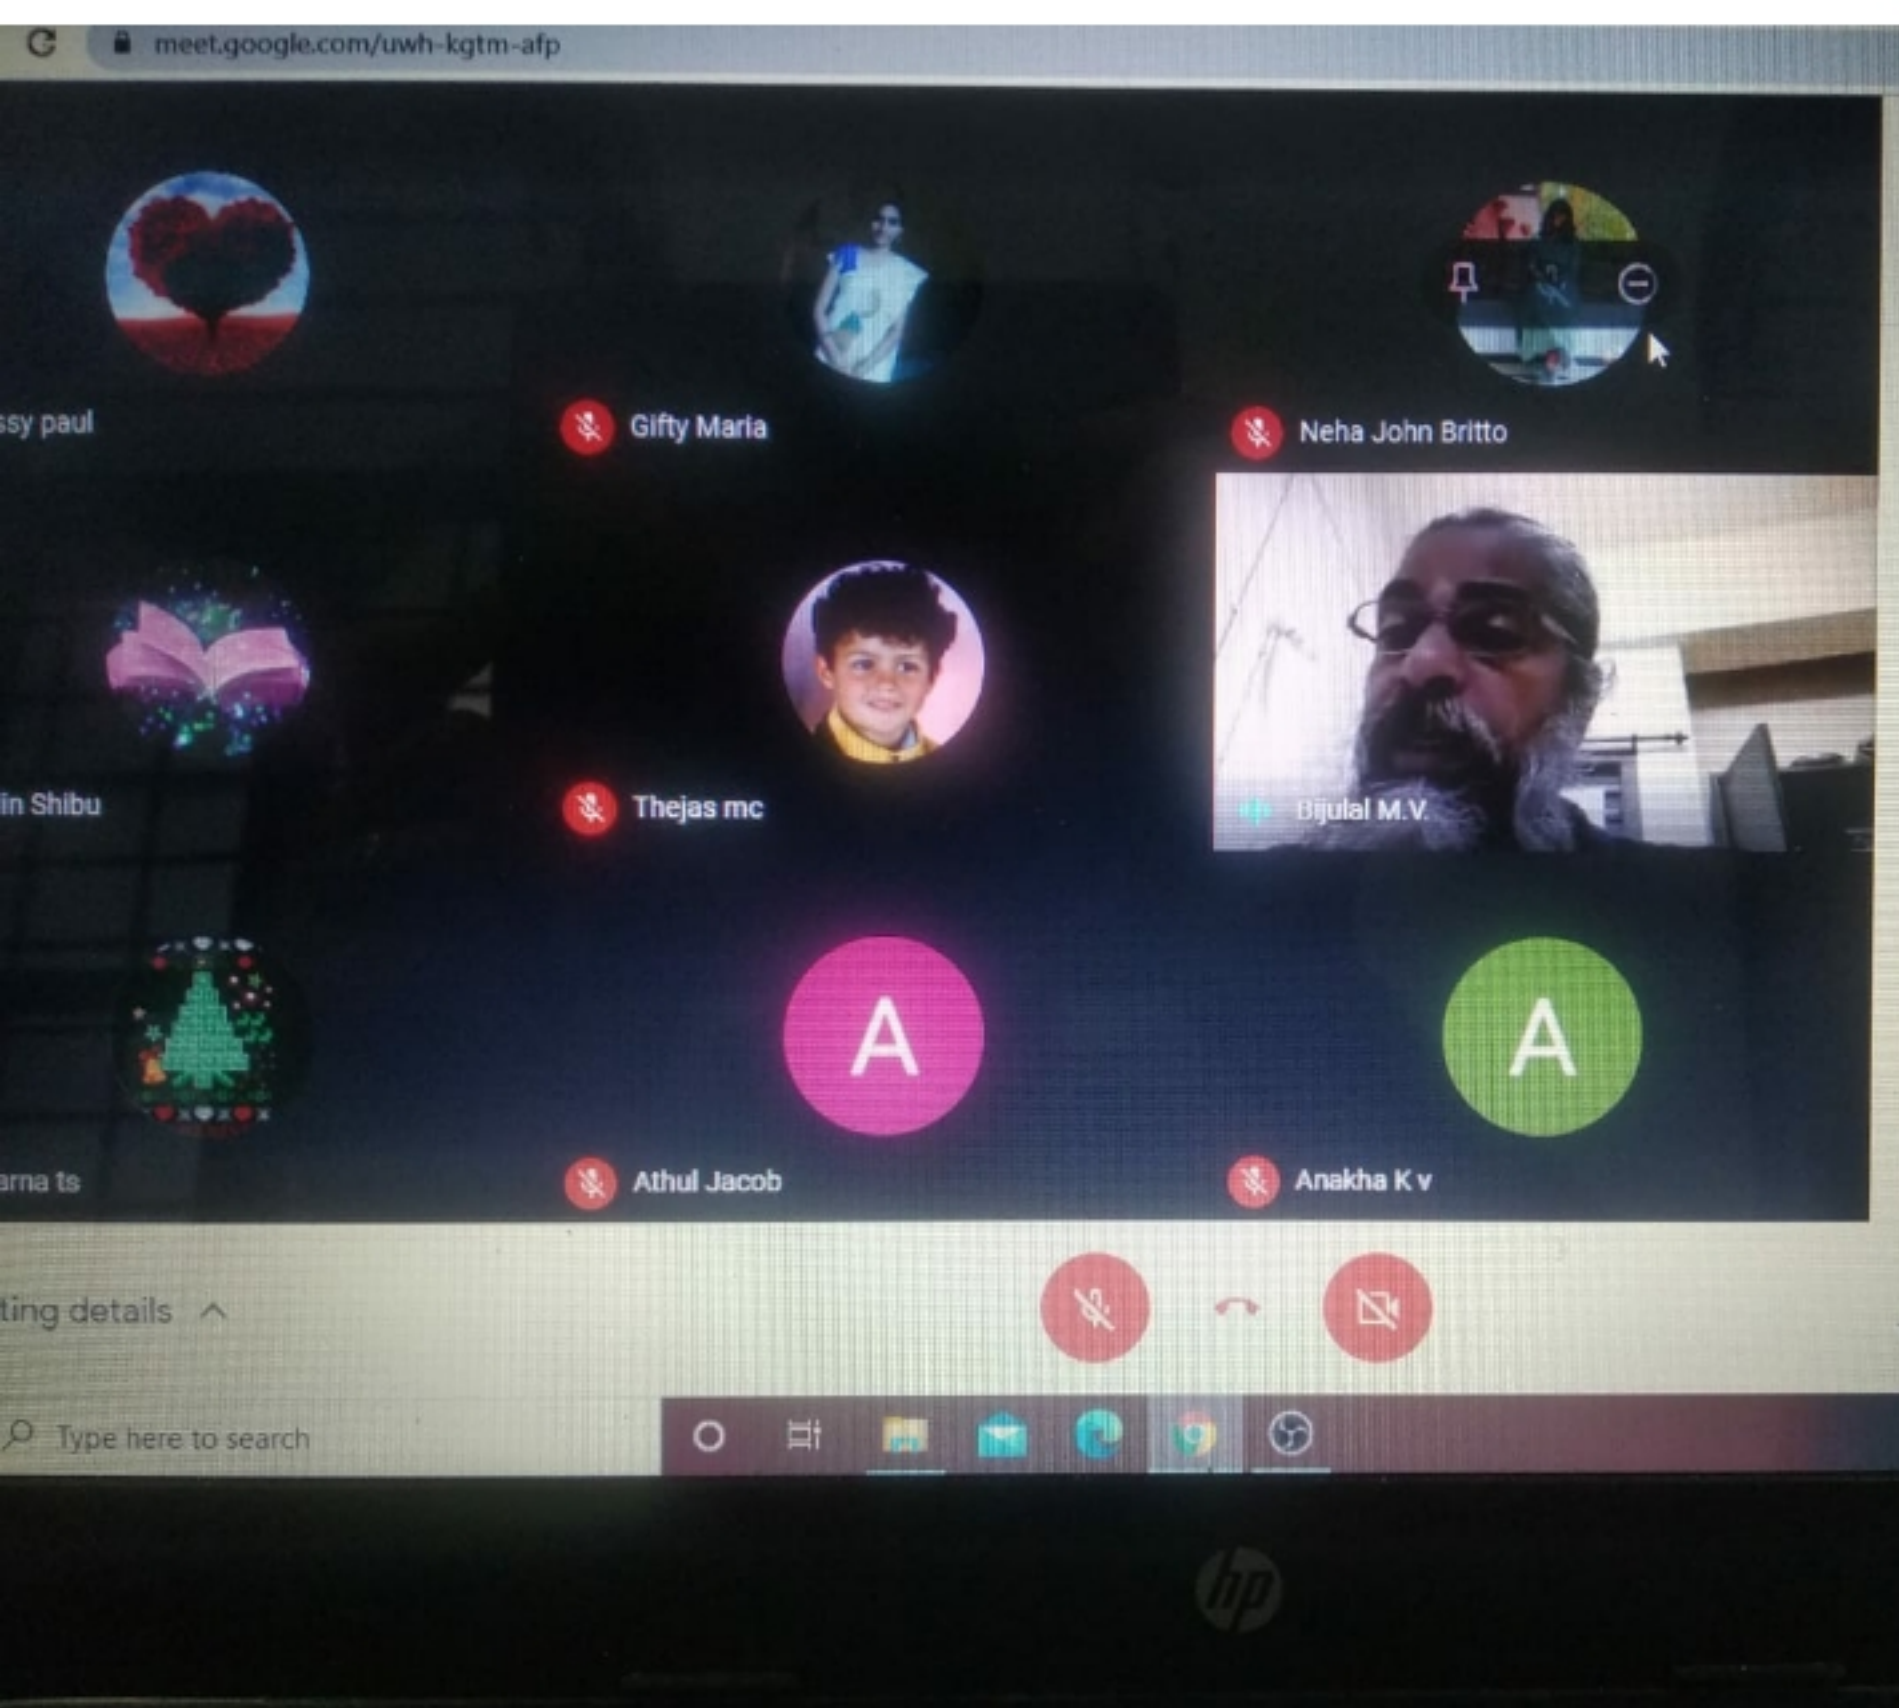 meet.google.com/uwh-kgtm-afp
ssy paul
Gifty Maria
Neha John Britto
in Shibu
Thejas mc
Bijulal M.V.
A
A
arna ts
Athul Jacob
Anakha K v
ting details
Type here to search
hp